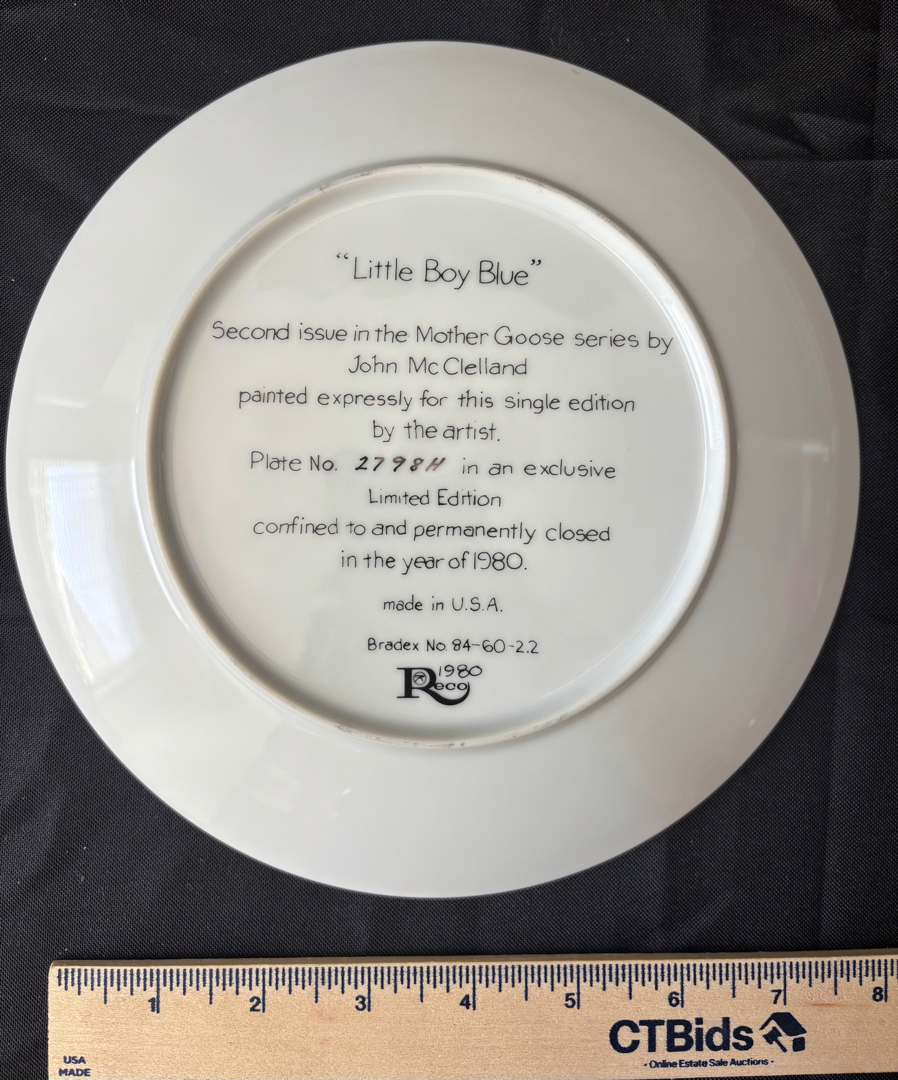 “Little Boy Blue”
Second issue in the Mother Goose series by
John McClelland
painted expressly for this single edition
by the artist.
Plate No. 2798H in an exclusive
Limited Edition
confined to and permanently closed
in the year of 1980.
made in U.S.A.
Bradex No. 84-60-2.2
1980
Reco
1 2 3 4 5 6 7 8
CTBids
- Online Estate Sale Auctions -
USA
MADE